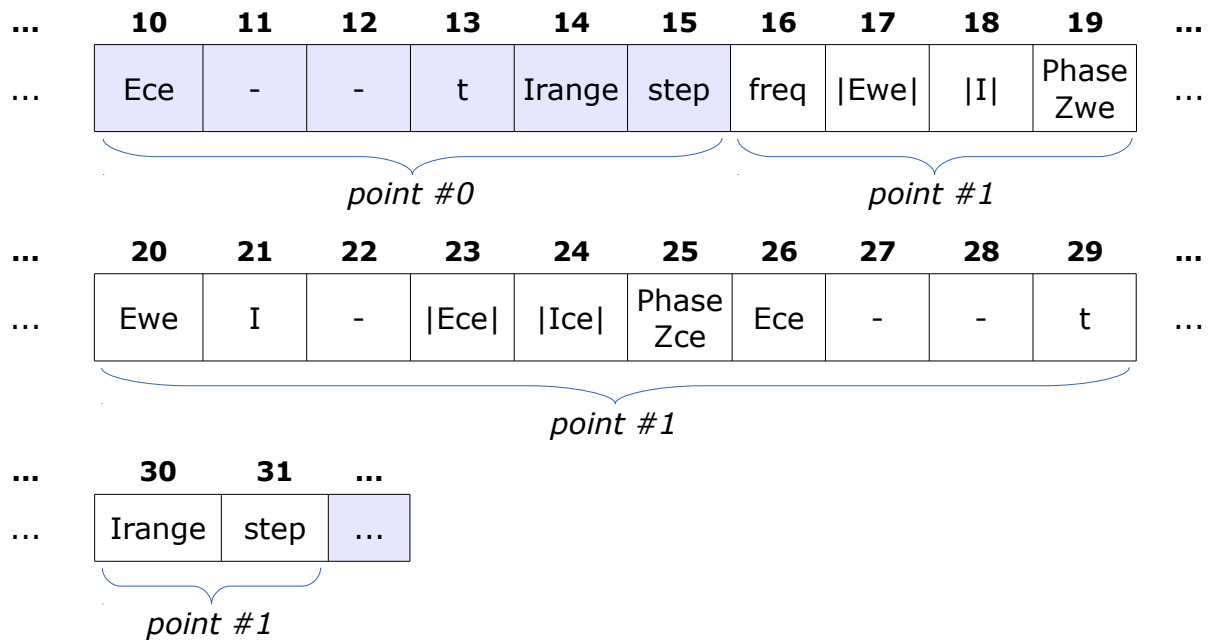 ... 10 11 12 13 14 15 16 17 18 19 ...
... Ece - - t Irange step freq |Ewe| |I| Phase Zwe ...
point #0 point #1
... 20 21 22 23 24 25 26 27 28 29 ...
... Ewe I - |Ece| |Ice| Phase Zce Ece - - t ...
point #1
... 30 31 ...
... Irange step ...
point #1